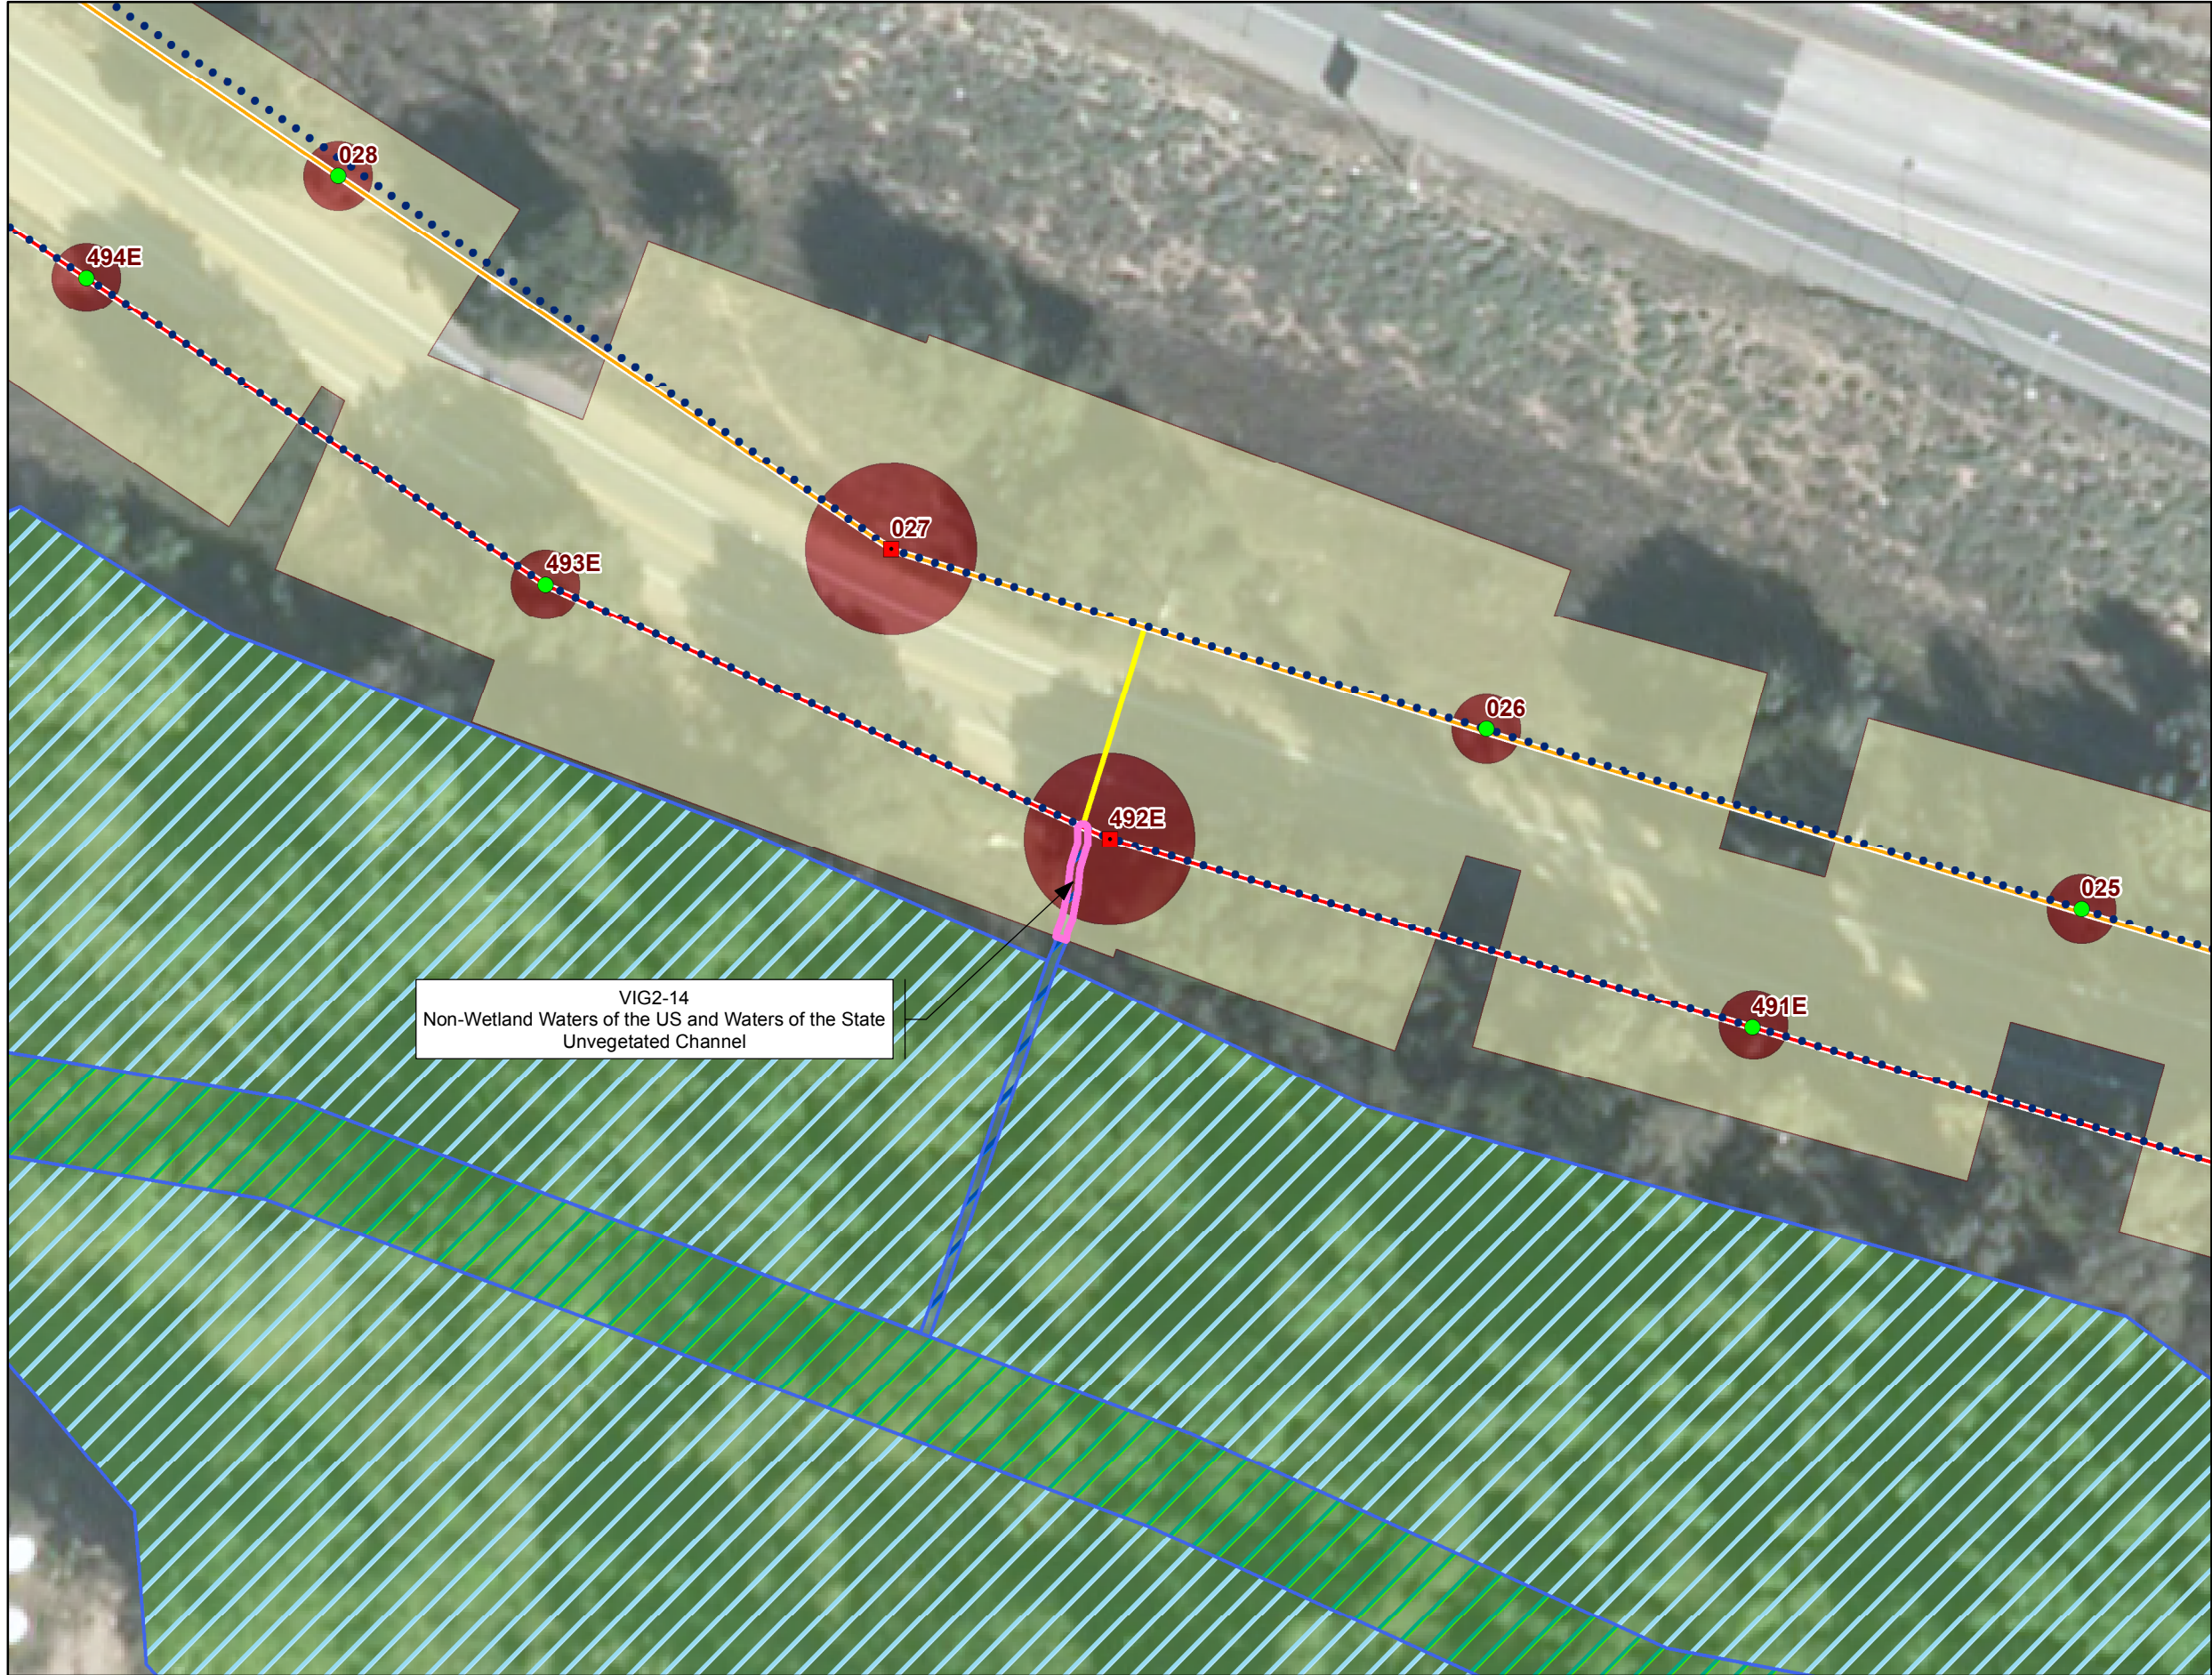 028
494E
027
493E
026
492E
025
491E
VIG2-14
Non-Wetland Waters of the US and Waters of the State
Unvegetated Channel